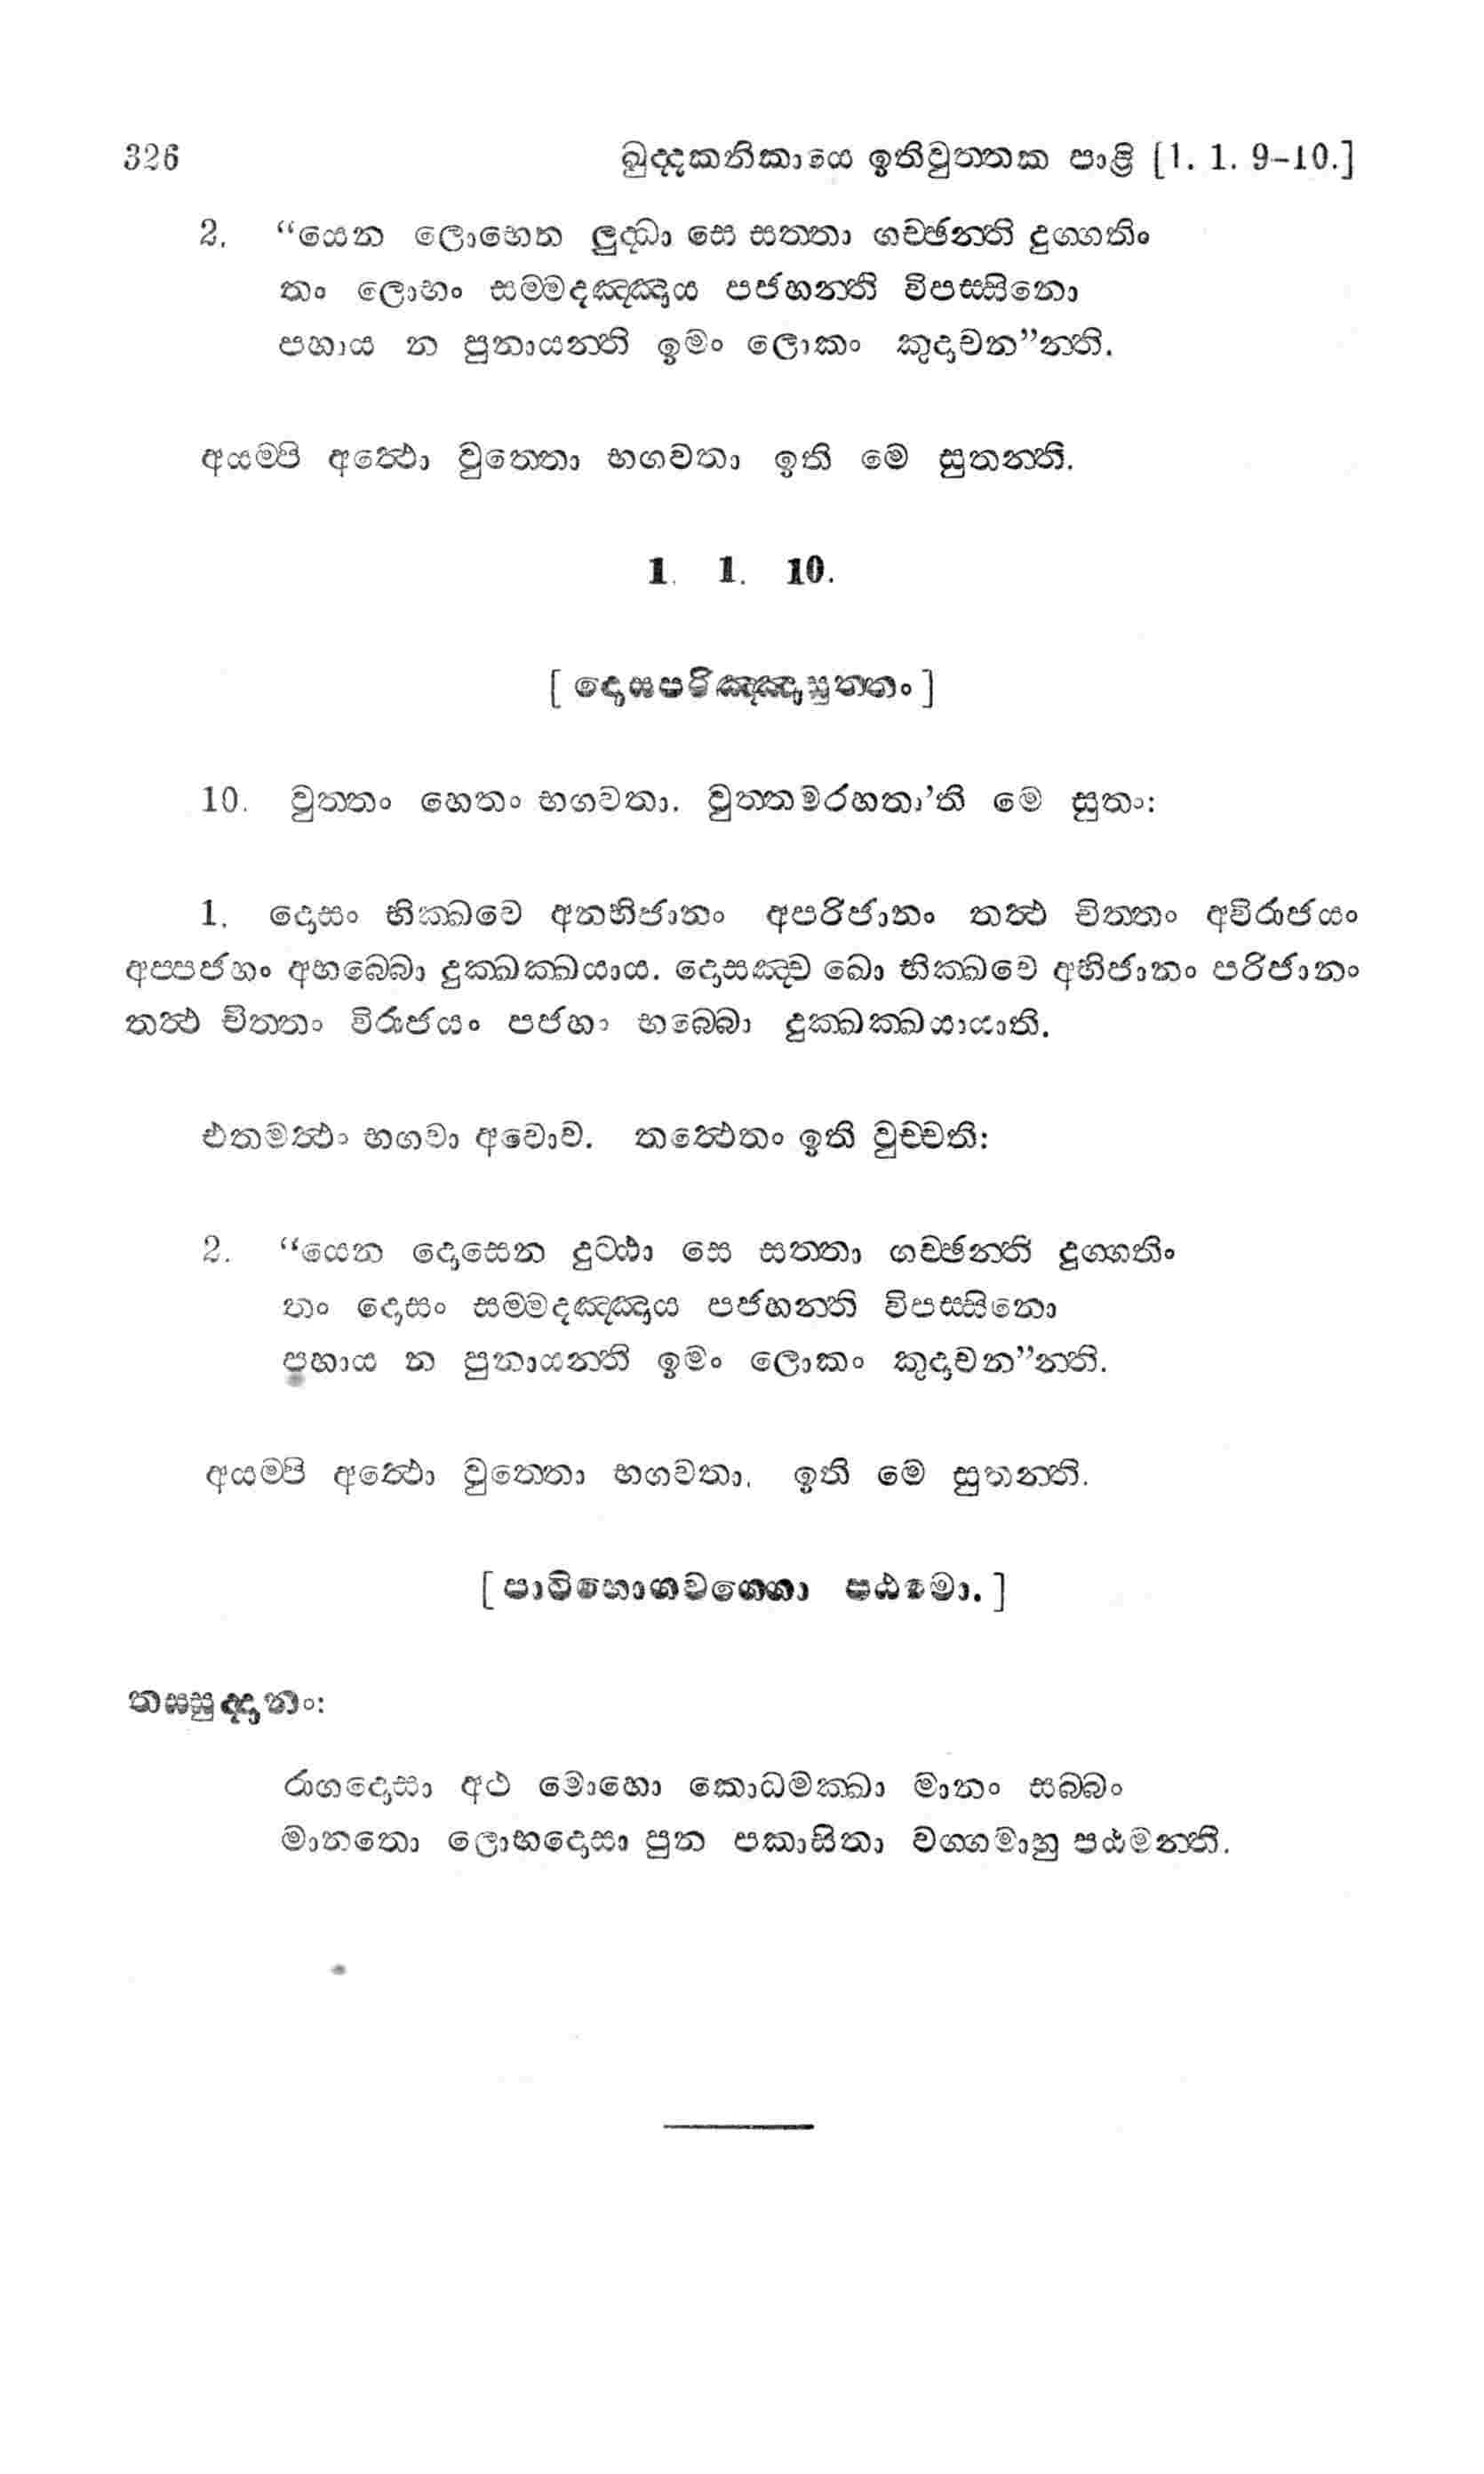 326 ඛුද්දකනිකායෙ ඉතිවුත්තක පාළි [1. 1. 9-10.]
2. “යෙන ලොභෙන ලුද්ධා සෙ සත්තා ගච්ඡන්ති දුග්ගතිං
තං ලොභං සම්මදඤ්ඤාය පජහන්ති විපස්සිනො
පහාය න පුනායන්ති ඉමං ලොකං කුදාචන”න්ති.
අයම්පි අත්ථො වුත්තො භගවතා ඉති මෙ සුතන්ති.
1. 1. 10.
[ දොසපරිඤ්ඤාසුත්තං ]
10. වුත්තං හෙතං භගවතා. වුත්තමරහතා’ති මෙ සුතං:
1. දොසං භික්ඛවෙ අනභිජානං අපරිජානං තත්ථ චිත්තං අවිරාජයං
අප්පජහං අභබ්බො දුක්ඛක්ඛයාය. දොසඤ්ච ඛො භික්ඛවෙ අභිජානං පරිජානං
තත්ථ චිත්තං විරාජයං පජහං භබ්බො දුක්ඛක්ඛයායාති.
එතමත්ථං භගවා අවොච. තත්ථෙතං ඉති වුච්චති:
2. “යෙන දොසෙන දුට්ඨා සෙ සත්තා ගච්ඡන්ති දුග්ගතිං
තං දොසං සම්මදඤ්ඤාය පජහන්ති විපස්සිනො
පහාය න පුනායන්ති ඉමං ලොකං කුදාචන”න්ති.
අයම්පි අත්ථො වුත්තො භගවතා, ඉති මෙ සුතන්ති.
[ පාටිභොගවග්ගො පඨමො. ]
තස්සුද්දානං:
රාගදොසා අථ මොහො කොධමක්ඛා මානං සබ්බං
මානතො ලොභදොසා පුන පකාසිතා වග්ගමාහු පඨමන්ති.